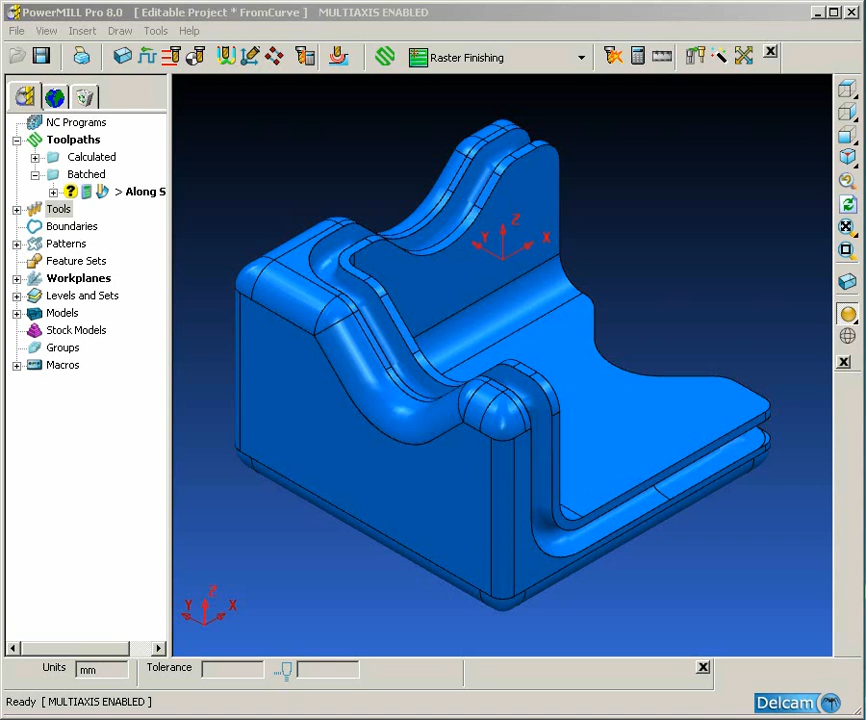 PowerMILL Pro 8.0 [ Editable Project * FromCurve ] MULTIAXIS ENABLED
File View Insert Draw Tools Help
Raster Finishing
NC Programs
Toolpaths
Calculated
Batched
> Along S
Tools
Boundaries
Patterns
Feature Sets
Workplanes
Levels and Sets
Models
Stock Models
Groups
Macros
Z
Y X
Z
Y X
Units mm Tolerance
Ready [ MULTIAXIS ENABLED ]
Delcam